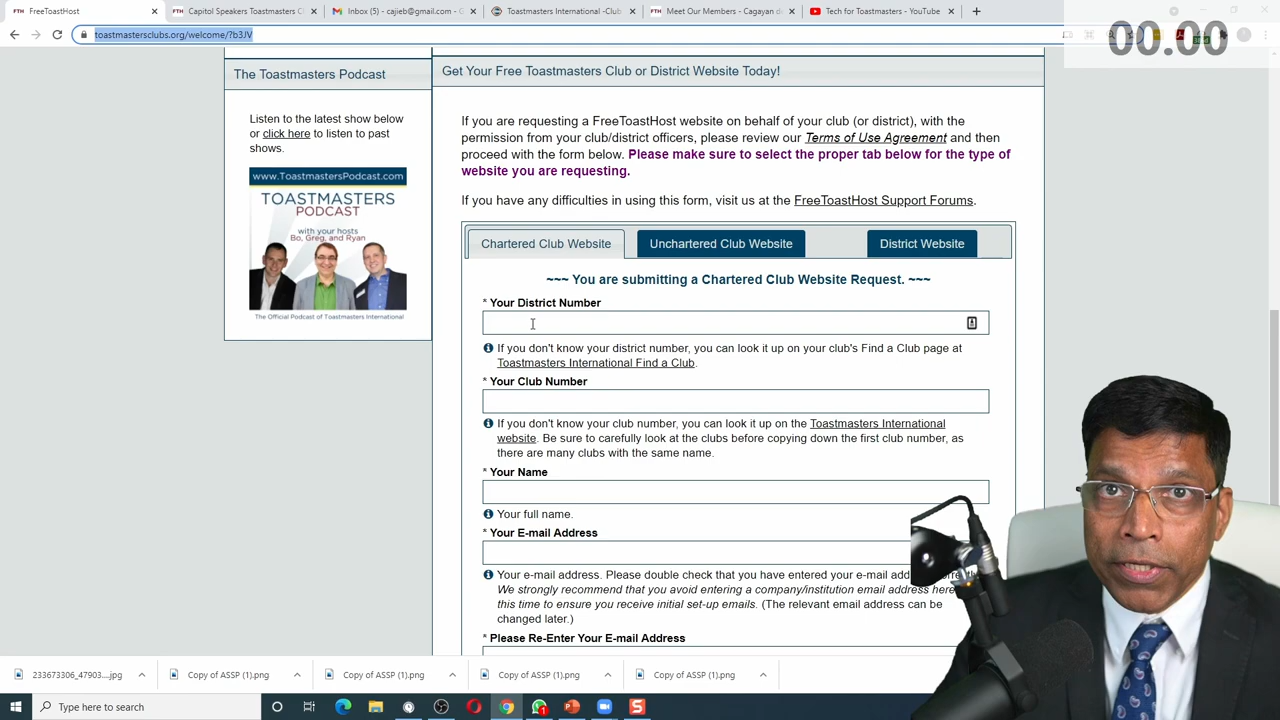 FTH FreeToastHost
FTH Capitol Speakers Toastmasters C
Inbox (5) - cajieb@gmail.com - G
Toastmasters International -Club
FTH Meet Our Members - Cagayan d
Tech for Toastmasters - YouTube
toastmastersclubs.org/welcome/?b3JV
00.00
The Toastmasters Podcast
Listen to the latest show below
or click here to listen to past
shows.
www.ToastmastersPodcast.com
TOASTMASTERS
PODCAST
with your hosts
Bo, Greg, and Ryan
The Official Podcast of Toastmasters International
Get Your Free Toastmasters Club or District Website Today!
If you are requesting a FreeToastHost website on behalf of your club (or district), with the
permission from your club/district officers, please review our Terms of Use Agreement and then
proceed with the form below. Please make sure to select the proper tab below for the type of
website you are requesting.
If you have any difficulties in using this form, visit us at the FreeToastHost Support Forums.
Chartered Club Website
Unchartered Club Website
District Website
~~~ You are submitting a Chartered Club Website Request. ~~~
* Your District Number
If you don't know your district number, you can look it up on your club's Find a Club page at
Toastmasters International Find a Club.
* Your Club Number
If you don't know your club number, you can look it up on the Toastmasters International
website. Be sure to carefully look at the clubs before copying down the first club number, as
there are many clubs with the same name.
* Your Name
Your full name.
* Your E-mail Address
Your e-mail address. Please double check that you have entered your e-mail
We strongly recommend that you avoid entering a company/institution email address here
this time to ensure you receive initial set-up emails. (The relevant email address can be
changed later.)
* Please Re-Enter Your E-mail Address
233673306_47903....jpg
Copy of ASSP (1).png
Copy of ASSP (1).png
Copy of ASSP (1).png
Copy of ASSP (1).png
Type here to search